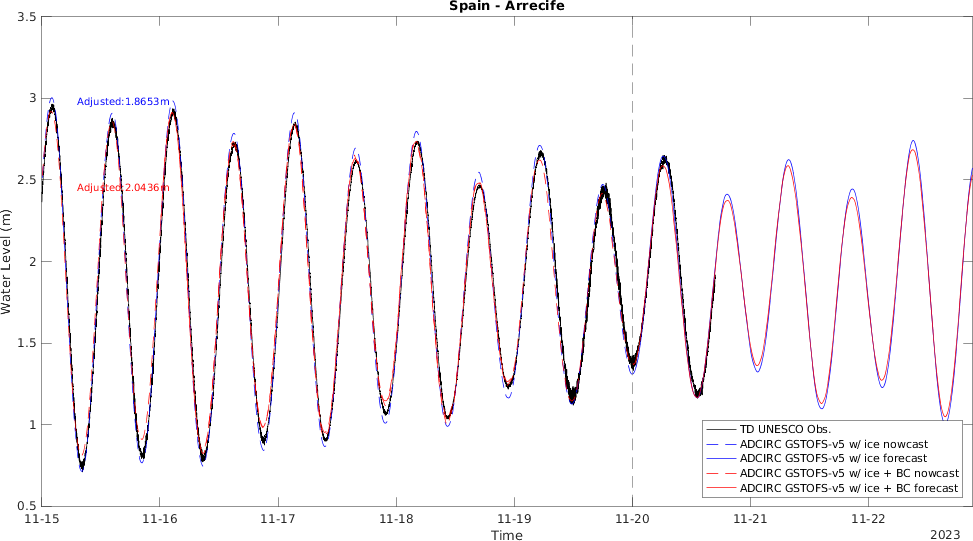 Spain - Arrecife
3.5
3
2.5
2
1.5
1
0.5
Water Level (m)
Adjusted:1.8653m
Adjusted:2.0436m
TD UNESCO Obs.
ADCIRC GSTOFS-v5 w/ ice nowcast
ADCIRC GSTOFS-v5 w/ ice forecast
ADCIRC GSTOFS-v5 w/ ice + BC nowcast
ADCIRC GSTOFS-v5 w/ ice + BC forecast
11-15 11-16 11-17 11-18 11-19 11-20 11-21 11-22
Time
2023